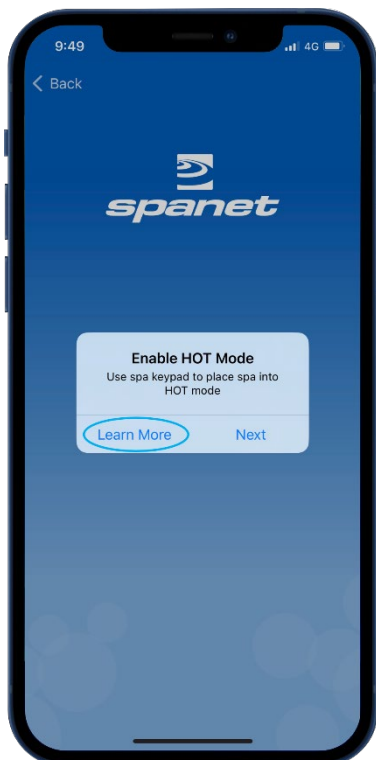 9:49
4G
Back
spanet
Enable HOT Mode
Use spa keypad to place spa into
HOT mode
Learn More
Next